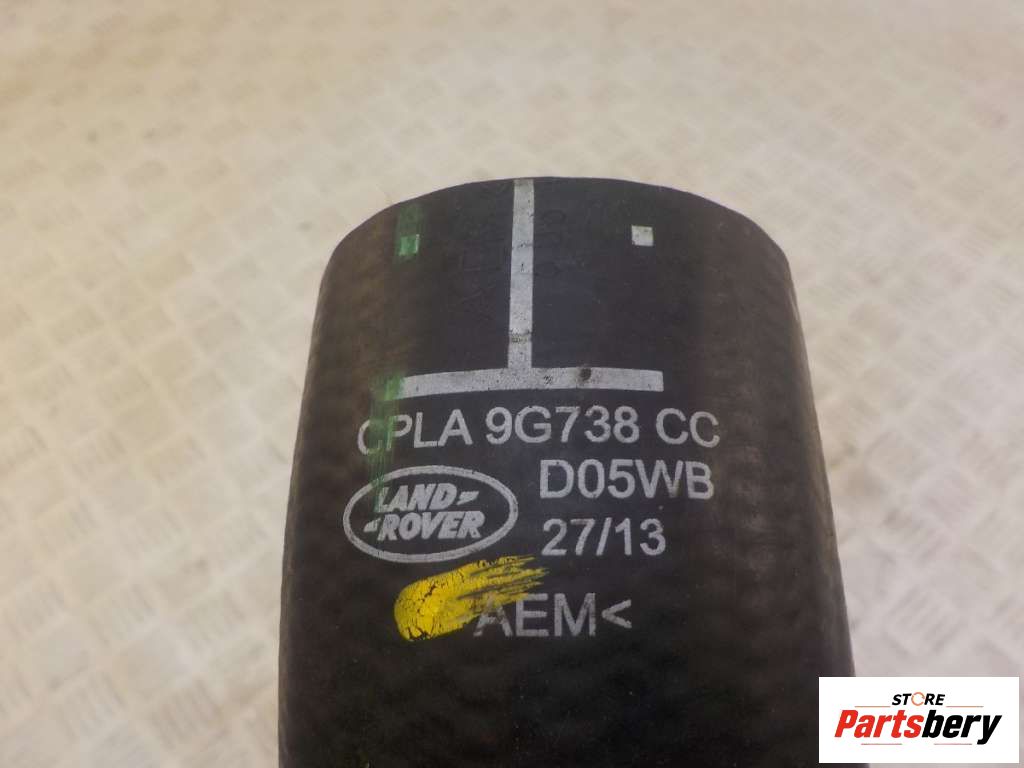 CPLA 9G738 CC
LAND-
-ROVER
D05WB
27/13
AEM<
STORE
Partsbery